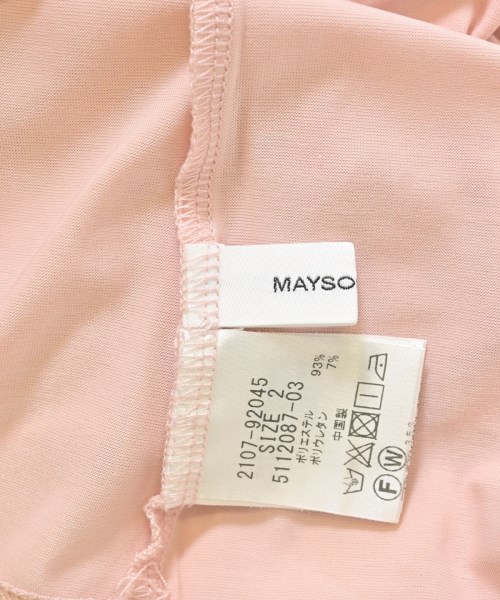 MAYSO
2107-92045
SIZE 2
5112087-03
ポリエステル 93%
ポリウレタン 7%
中国製
F W